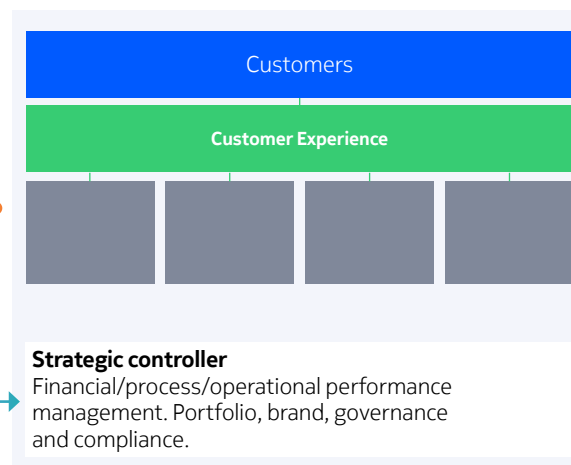 Customers
Customer Experience
Strategic controller
Financial/process/operational performance
management. Portfolio, brand, governance
and compliance.